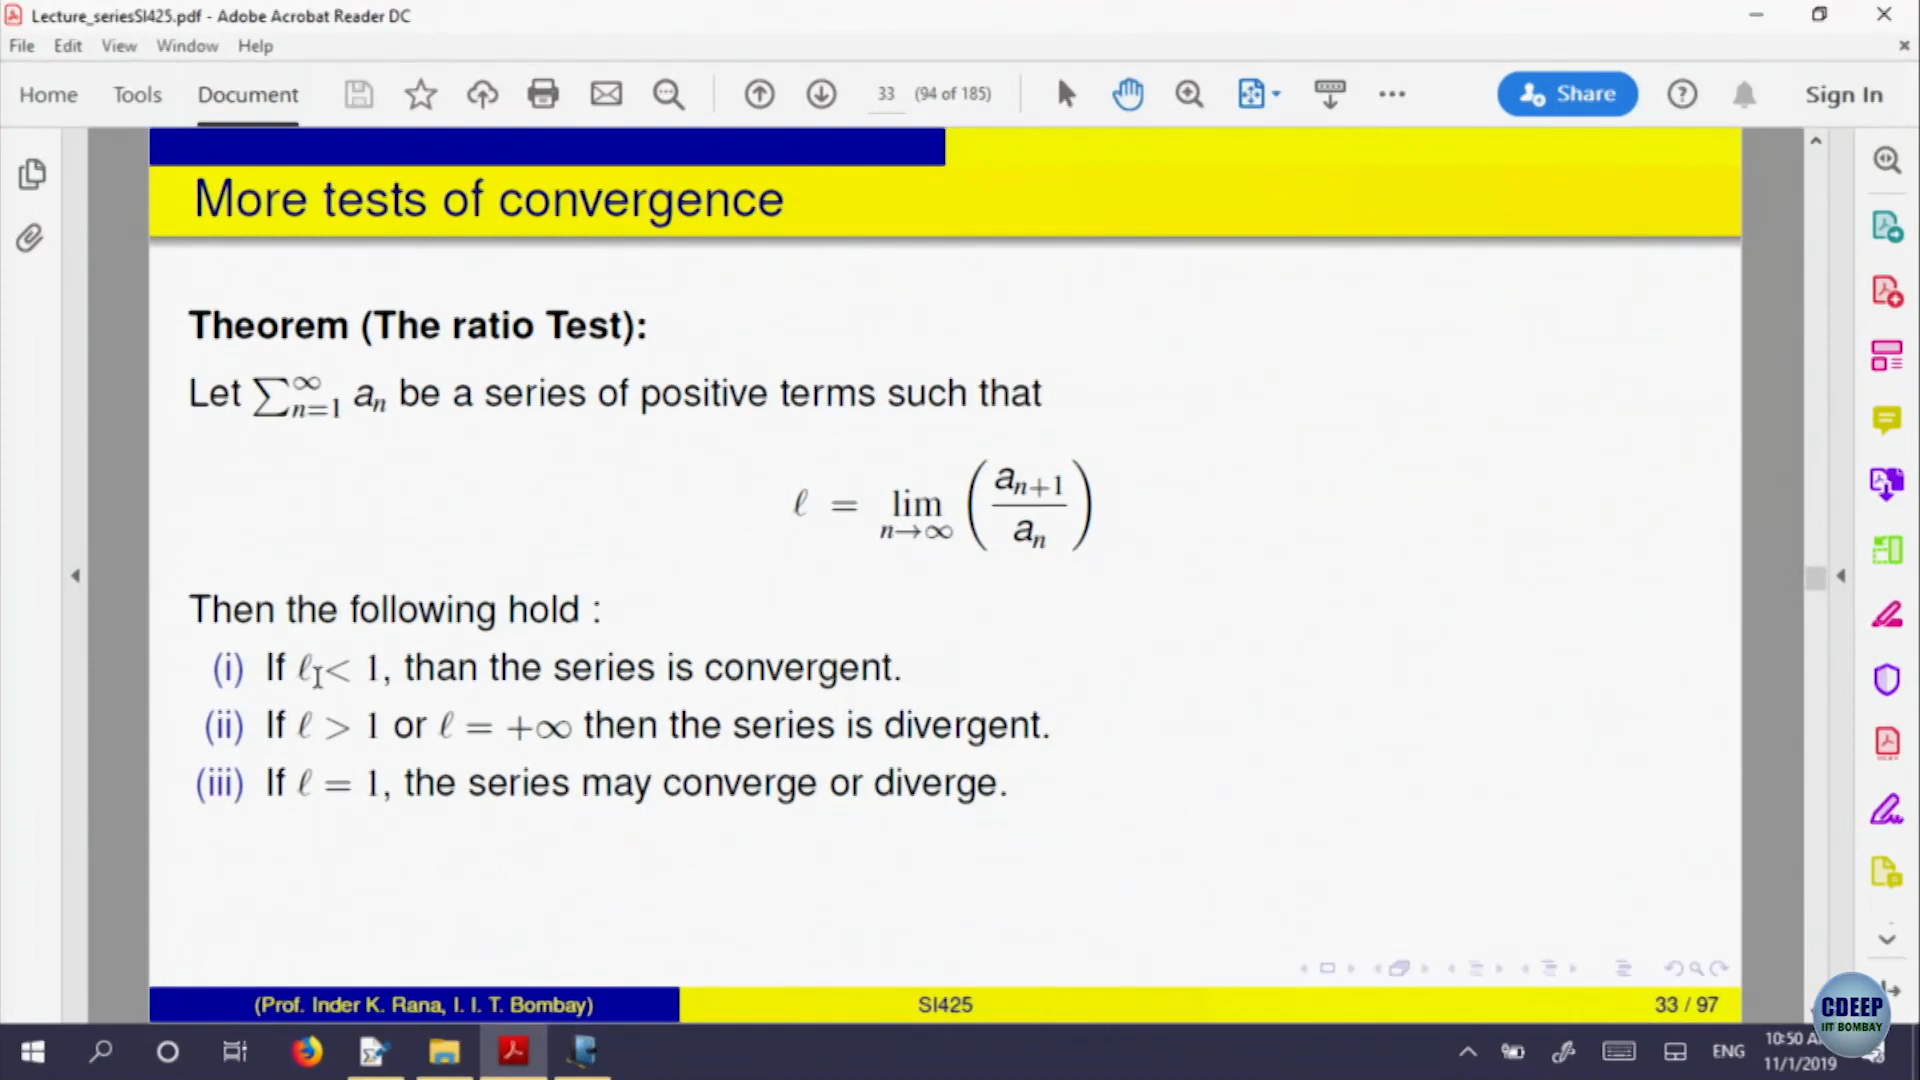 Lecture_seriesSI425.pdf - Adobe Acrobat Reader DC
File Edit View Window Help
Home Tools Document 33 (94 of 185) Share Sign In
More tests of convergence
Theorem (The ratio Test):
Let ∑_{n=1}^{∞} a_n be a series of positive terms such that
ℓ = lim_{n→∞} (a_{n+1} / a_n)
Then the following hold :
(i) If ℓ < 1, than the series is convergent.
(ii) If ℓ > 1 or ℓ = +∞ then the series is divergent.
(iii) If ℓ = 1, the series may converge or diverge.
(Prof. Inder K. Rana, I. I. T. Bombay) SI425 33 / 97
CDEEP
IIT BOMBAY
ENG
10:50
11/1/2019